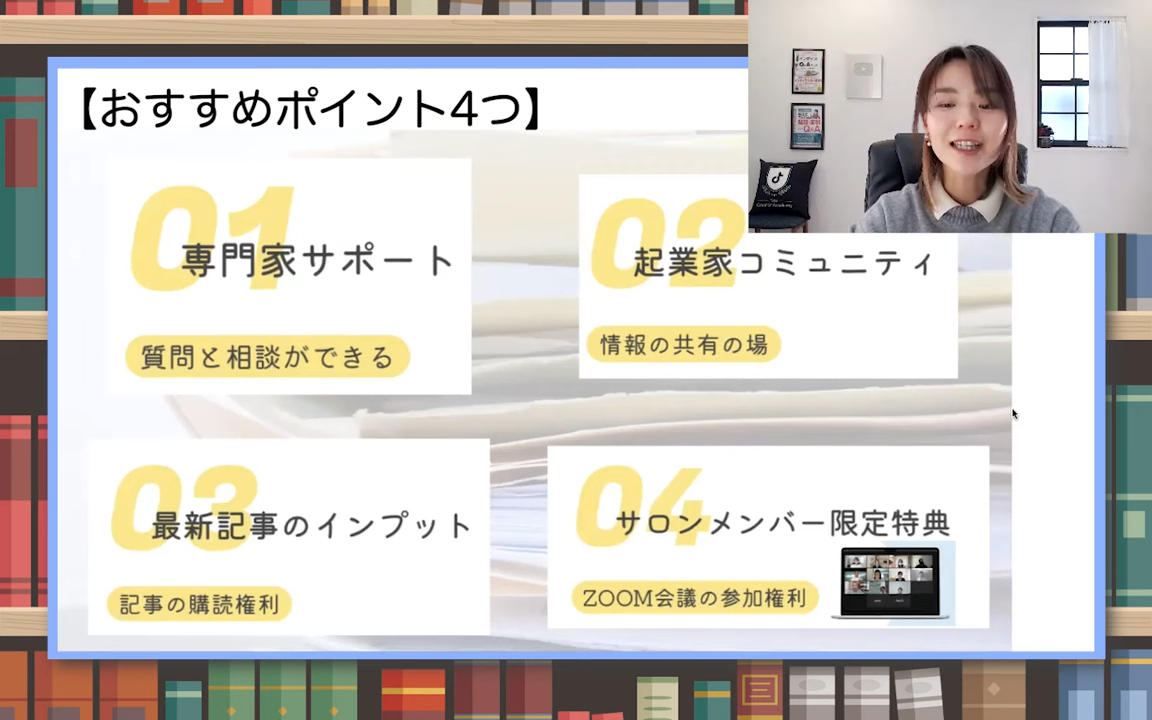 【おすすめポイント4つ】
01
専門家サポート
質問と相談ができる
02
起業家コミュニティ
情報の共有の場
03
最新記事のインプット
記事の購読権利
04
サロンメンバー限定特典
ZOOM会議の参加権利
Q&A